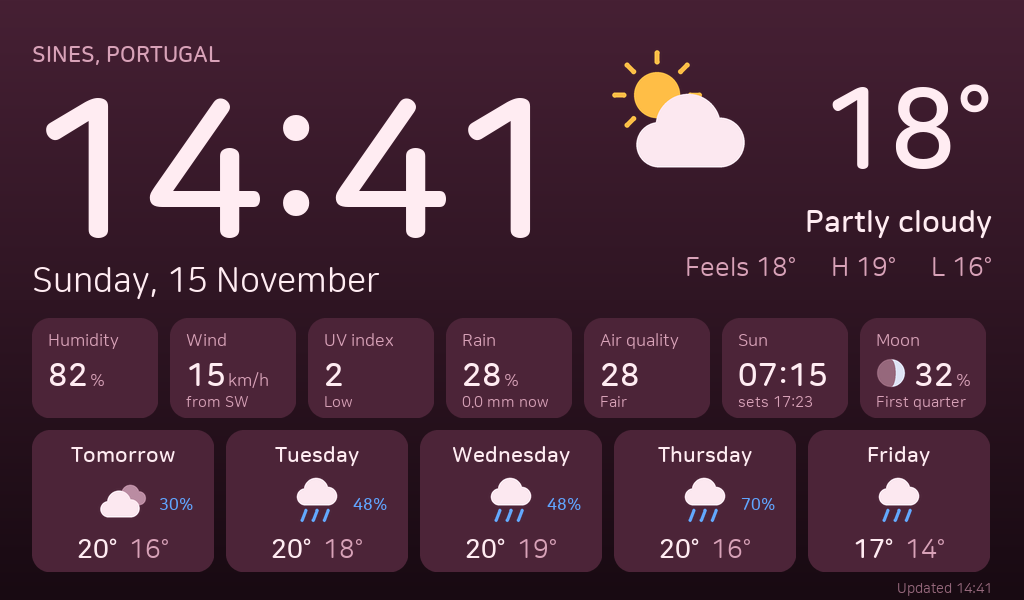 SINES, PORTUGAL
14:41
18°
Partly cloudy
Feels 18° H 19° L 16°
Sunday, 15 November
Humidity
82 %
Wind
15 km/h
from SW
UV index
2
Low
Rain
28 %
0.0 mm now
Air quality
28
Fair
Sun
07:15
sets 17:23
Moon
32 %
First quarter
Tomorrow
30%
20° 16°
Tuesday
48%
20° 18°
Wednesday
48%
20° 19°
Thursday
70%
20° 16°
Friday
17° 14°
Updated 14:41